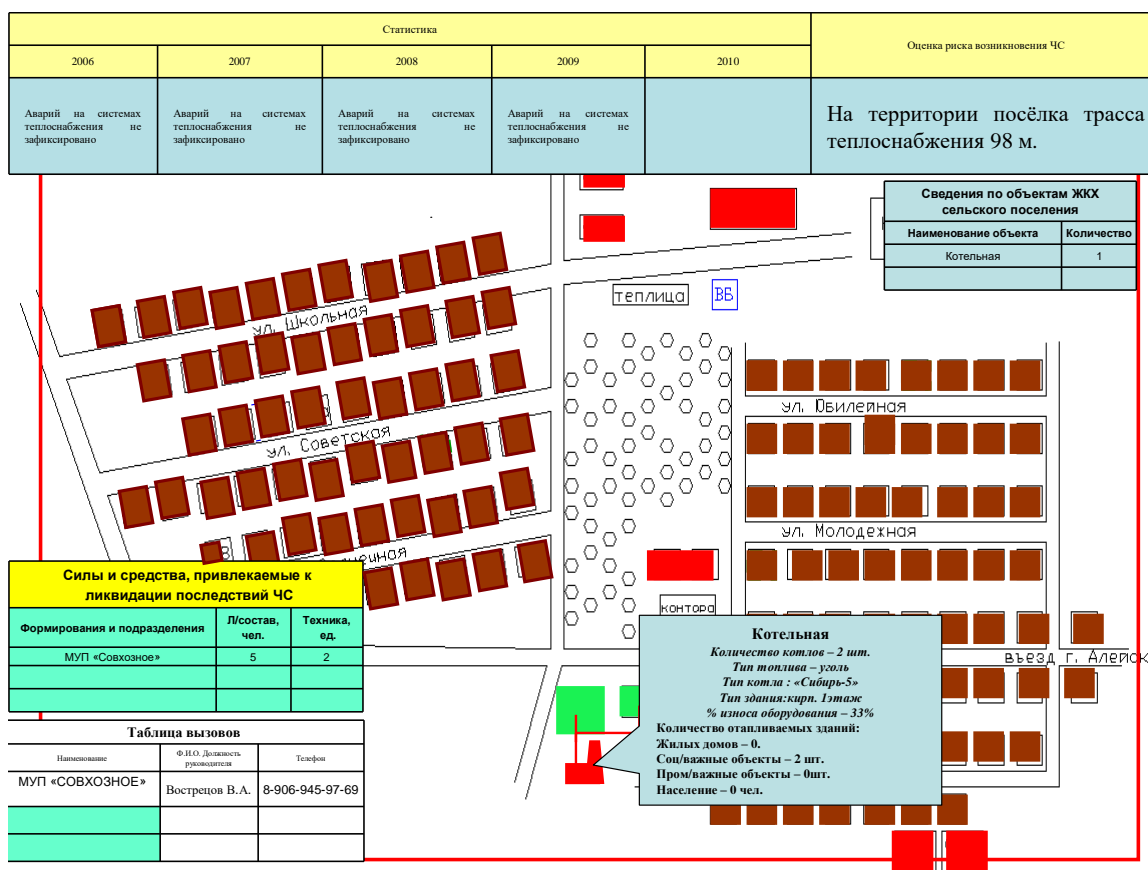 Статистика
Оценка риска возникновения ЧС
2006
2007
2008
2009
2010
Аварий на системах
теплоснабжения не
зафиксировано
Аварий на системах
теплоснабжения не
зафиксировано
Аварий на системах
теплоснабжения не
зафиксировано
Аварий на системах
теплоснабжения не
зафиксировано
На территории посёлка трасса
теплоснабжения 98 м.
Сведения по объектам ЖКХ
сельского поселения
Наименование объекта
Количество
Котельная
1
теплица
ВБ
ул. Школьная
ул. Юбилейная
ул. Советская
ул. Молодежная
контора
въезд г. Алейск
Силы и средства, привлекаемые к
ликвидации последствий ЧС
Формирования и подразделения
Л/состав,
чел.
Техника,
ед.
МУП «Совхозное»
5
2
Котельная
Количество котлов – 2 шт.
Тип топлива – уголь
Тип котла : «Сибирь-5»
Тип здания:кирп. 1этаж
% износа оборудования – 33%
Количество отапливаемых зданий:
Жилых домов – 0.
Соц/важные объекты – 2 шт.
Пром/важные объекты – 0шт.
Население – 0 чел.
Таблица вызовов
Наименование
Ф.И.О. Должность
руководителя
Телефон
МУП «СОВХОЗНОЕ»
Вострецов В.А.
8-906-945-97-69